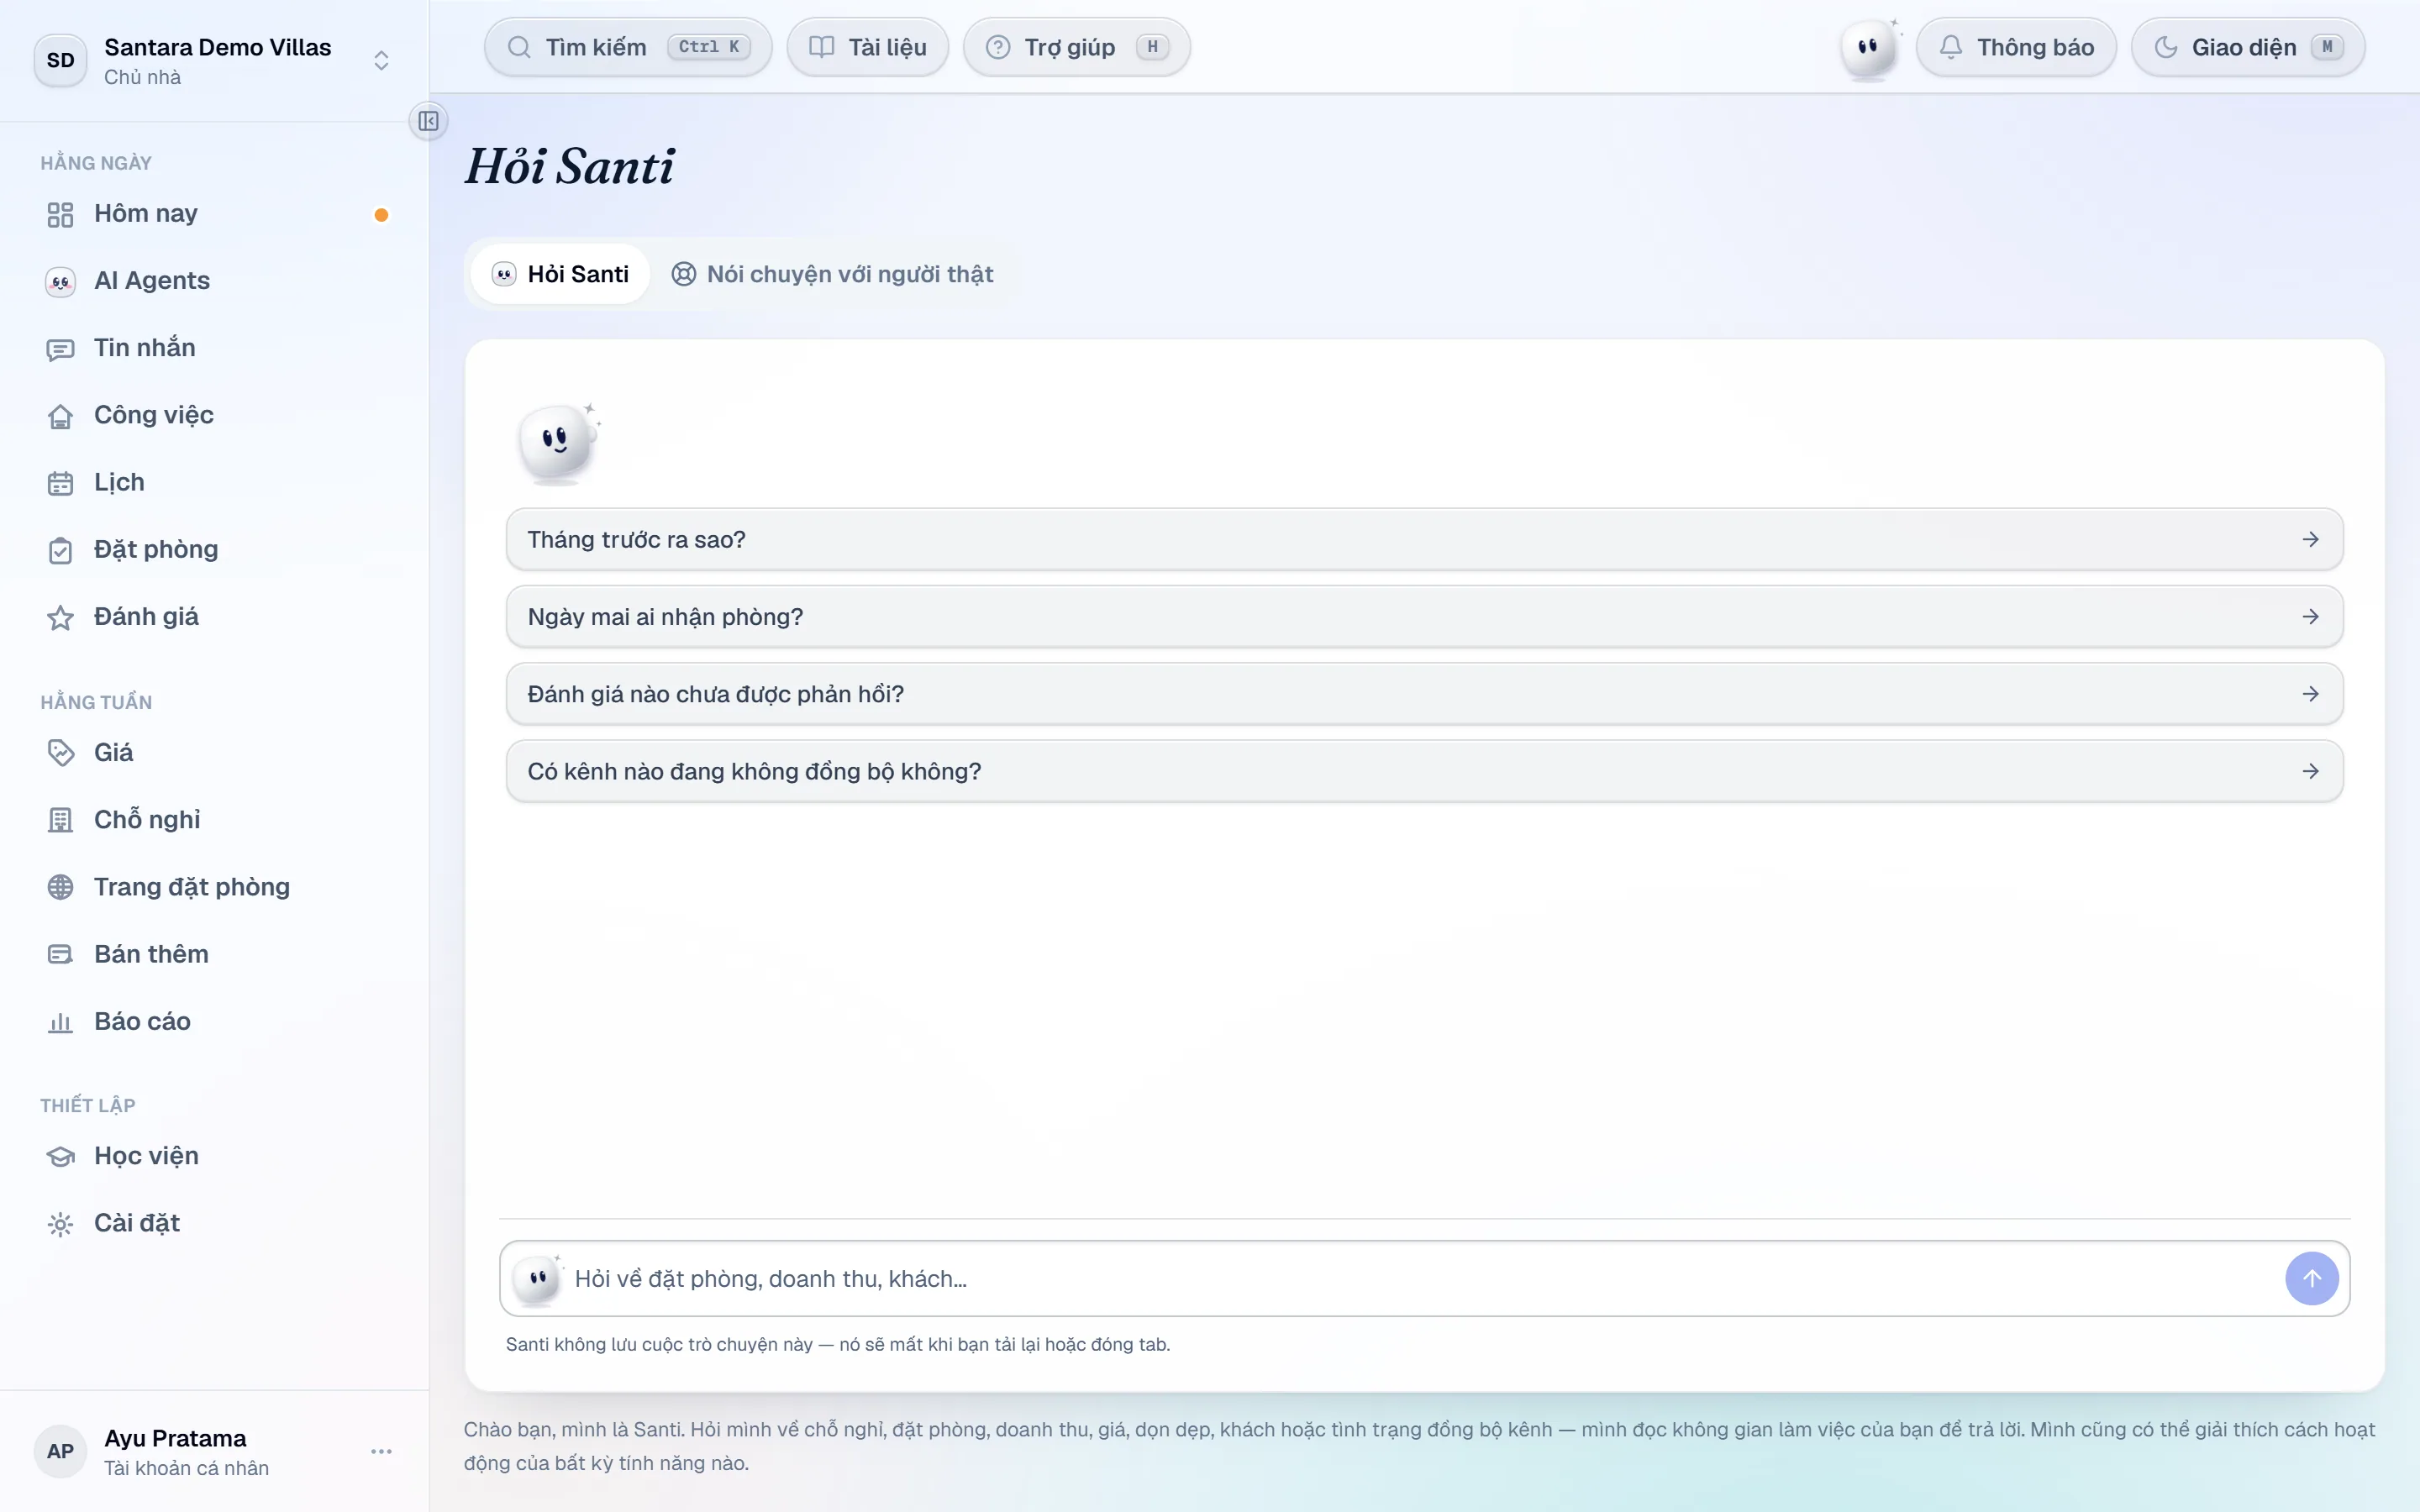 SD
Santara Demo Villas
Chủ nhà
Tìm kiếm Ctrl K
Tài liệu
Trợ giúp H
Thông báo
Giao diện M
HẰNG NGÀY
Hôm nay
AI Agents
Tin nhắn
Công việc
Lịch
Đặt phòng
Đánh giá
HẰNG TUẦN
Giá
Chỗ nghỉ
Trang đặt phòng
Bán thêm
Báo cáo
THIẾT LẬP
Học viện
Cài đặt
AP
Ayu Pratama
Tài khoản cá nhân
Hỏi Santi
Hỏi Santi
Nói chuyện với người thật
Tháng trước ra sao?
Ngày mai ai nhận phòng?
Đánh giá nào chưa được phản hồi?
Có kênh nào đang không đồng bộ không?
Hỏi về đặt phòng, doanh thu, khách...
Santi không lưu cuộc trò chuyện này — nó sẽ mất khi bạn tải lại hoặc đóng tab.
Chào bạn, mình là Santi. Hỏi mình về chỗ nghỉ, đặt phòng, doanh thu, giá, dọn dẹp, khách hoặc tình trạng đồng bộ kênh — mình đọc không gian làm việc của bạn để trả lời. Mình cũng có thể giải thích cách hoạt
động của bất kỳ tính năng nào.